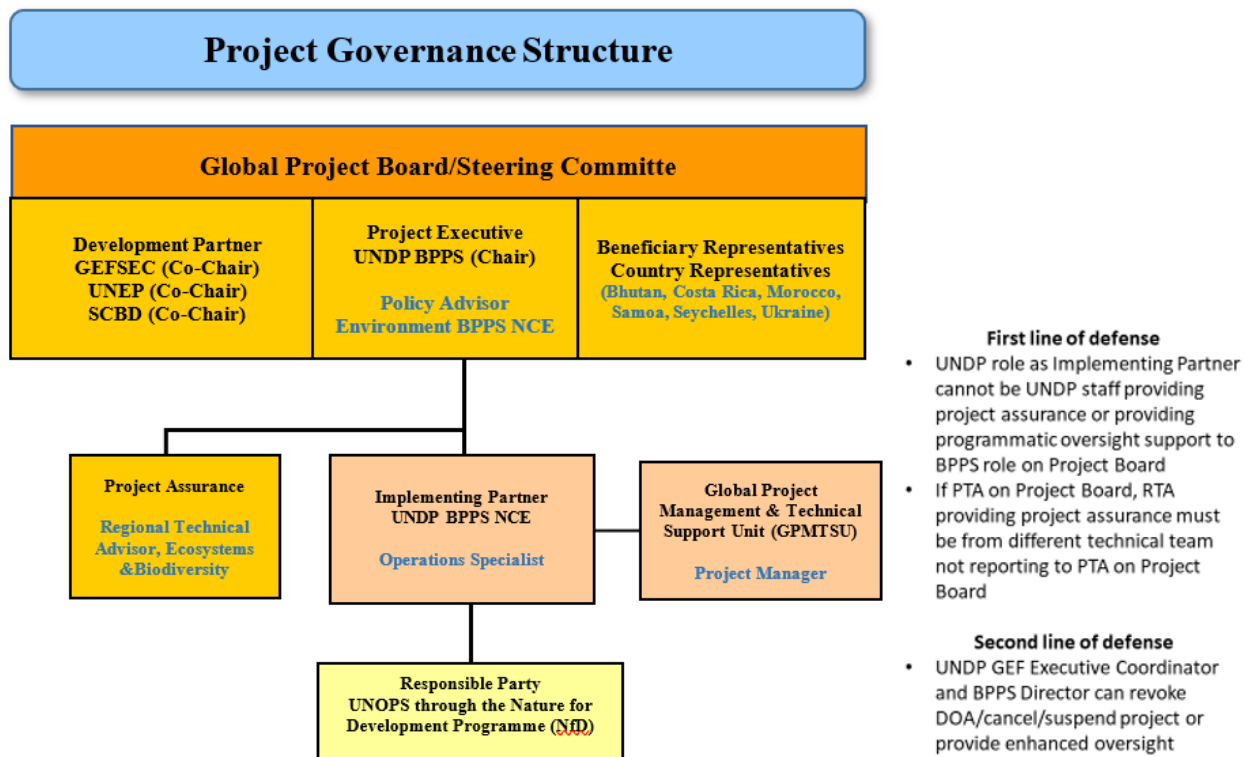 Project Governance Structure
Global Project Board/Steering Committe
Development Partner
GEFSEC (Co-Chair)
UNEP (Co-Chair)
SCBD (Co-Chair)
Project Executive
UNDP BPPS (Chair)
Policy Advisor
Environment BPPS NCE
Beneficiary Representatives
Country Representatives
(Bhutan, Costa Rica, Morocco,
Samoa, Seychelles, Ukraine)
Project Assurance
Regional Technical
Advisor, Ecosystems
&Biodiversity
Implementing Partner
UNDP BPPS NCE
Operations Specialist
Global Project
Management & Technical
Support Unit (GPMTSU)
Project Manager
Responsible Party
UNOPS through the Nature for
Development Programme (NfD)
First line of defense
• UNDP role as Implementing Partner
cannot be UNDP staff providing
project assurance or providing
programmatic oversight support to
BPPS role on Project Board
• If PTA on Project Board, RTA
providing project assurance must
be from different technical team
not reporting to PTA on Project
Board
Second line of defense
• UNDP GEF Executive Coordinator
and BPPS Director can revoke
DOA/cancel/suspend project or
provide enhanced oversight